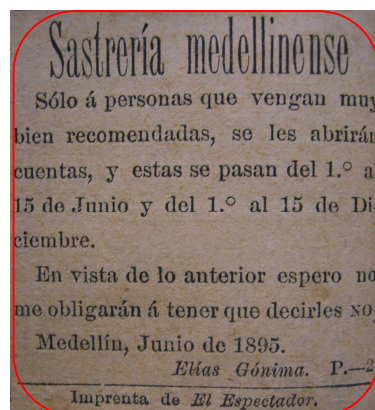 Sastrería medellinense
Sólo á personas que vengan muy
bien recomendadas, se les abrirán
cuentas, y estas se pasan del 1.º al
15 de Junio y del 1.º al 15 de Di-
ciembre.
En vista de lo anterior espero no
me obligarán á tener que decirles NO,
Medellín, Junio de 1895.
Elías Gónima. P.—2
Imprenta de El Espectador.